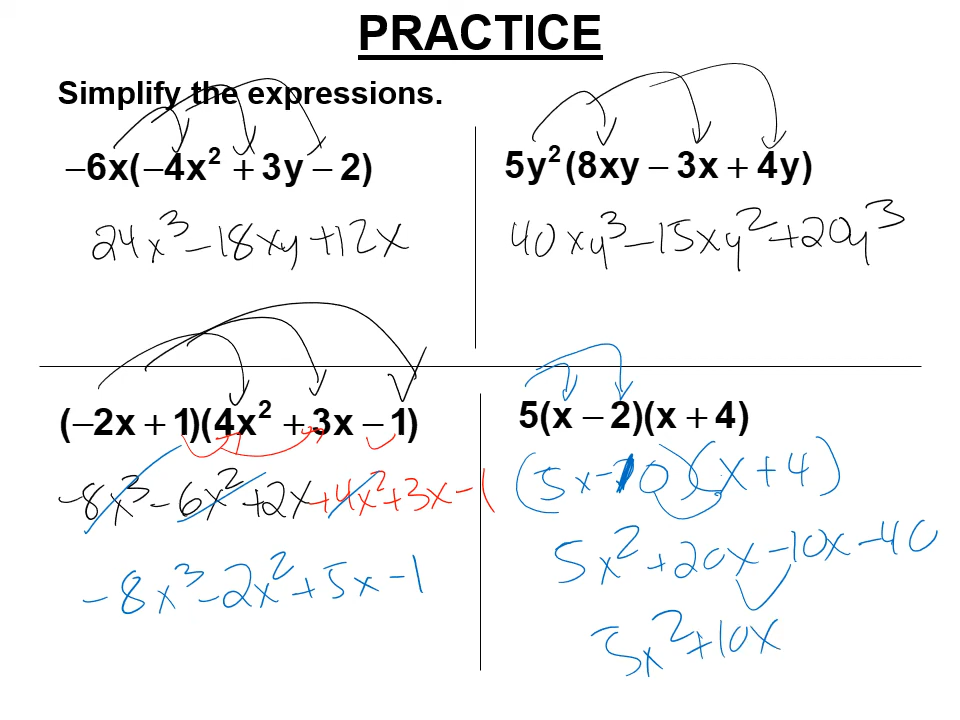 PRACTICE
Simplify the expressions.
−6x(−4x² + 3y − 2)
24x³ − 18xy + 12x
5y²(8xy − 3x + 4y)
40xy³ − 15xy² + 20y³
(−2x + 1)(4x² + 3x − 1)
−8x³ − 6x² + 2x + 4x² + 3x − 1
−8x³ − 2x² + 5x − 1
5(x − 2)(x + 4)
(5x − 10)(x + 4)
5x² + 20x − 10x − 40
5x² + 10x